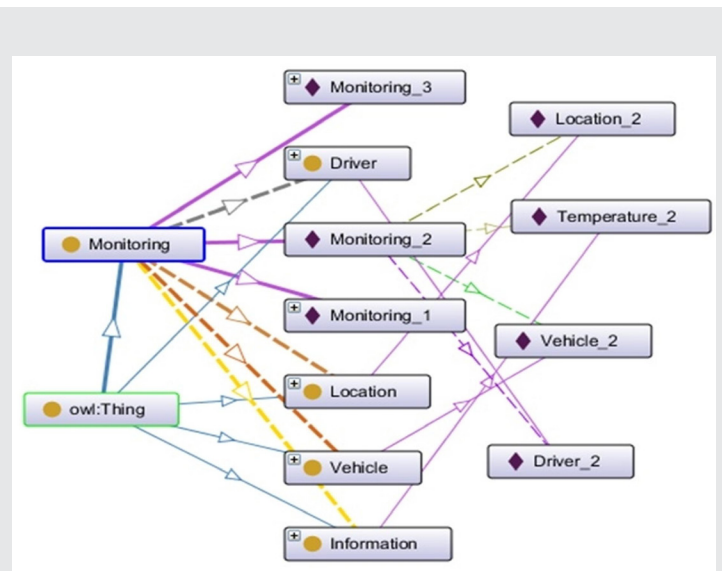 Monitoring_3
Location_2
Driver
Temperature_2
Monitoring
Monitoring_2
Monitoring_1
Vehicle_2
Location
owl:Thing
Vehicle
Driver_2
Information